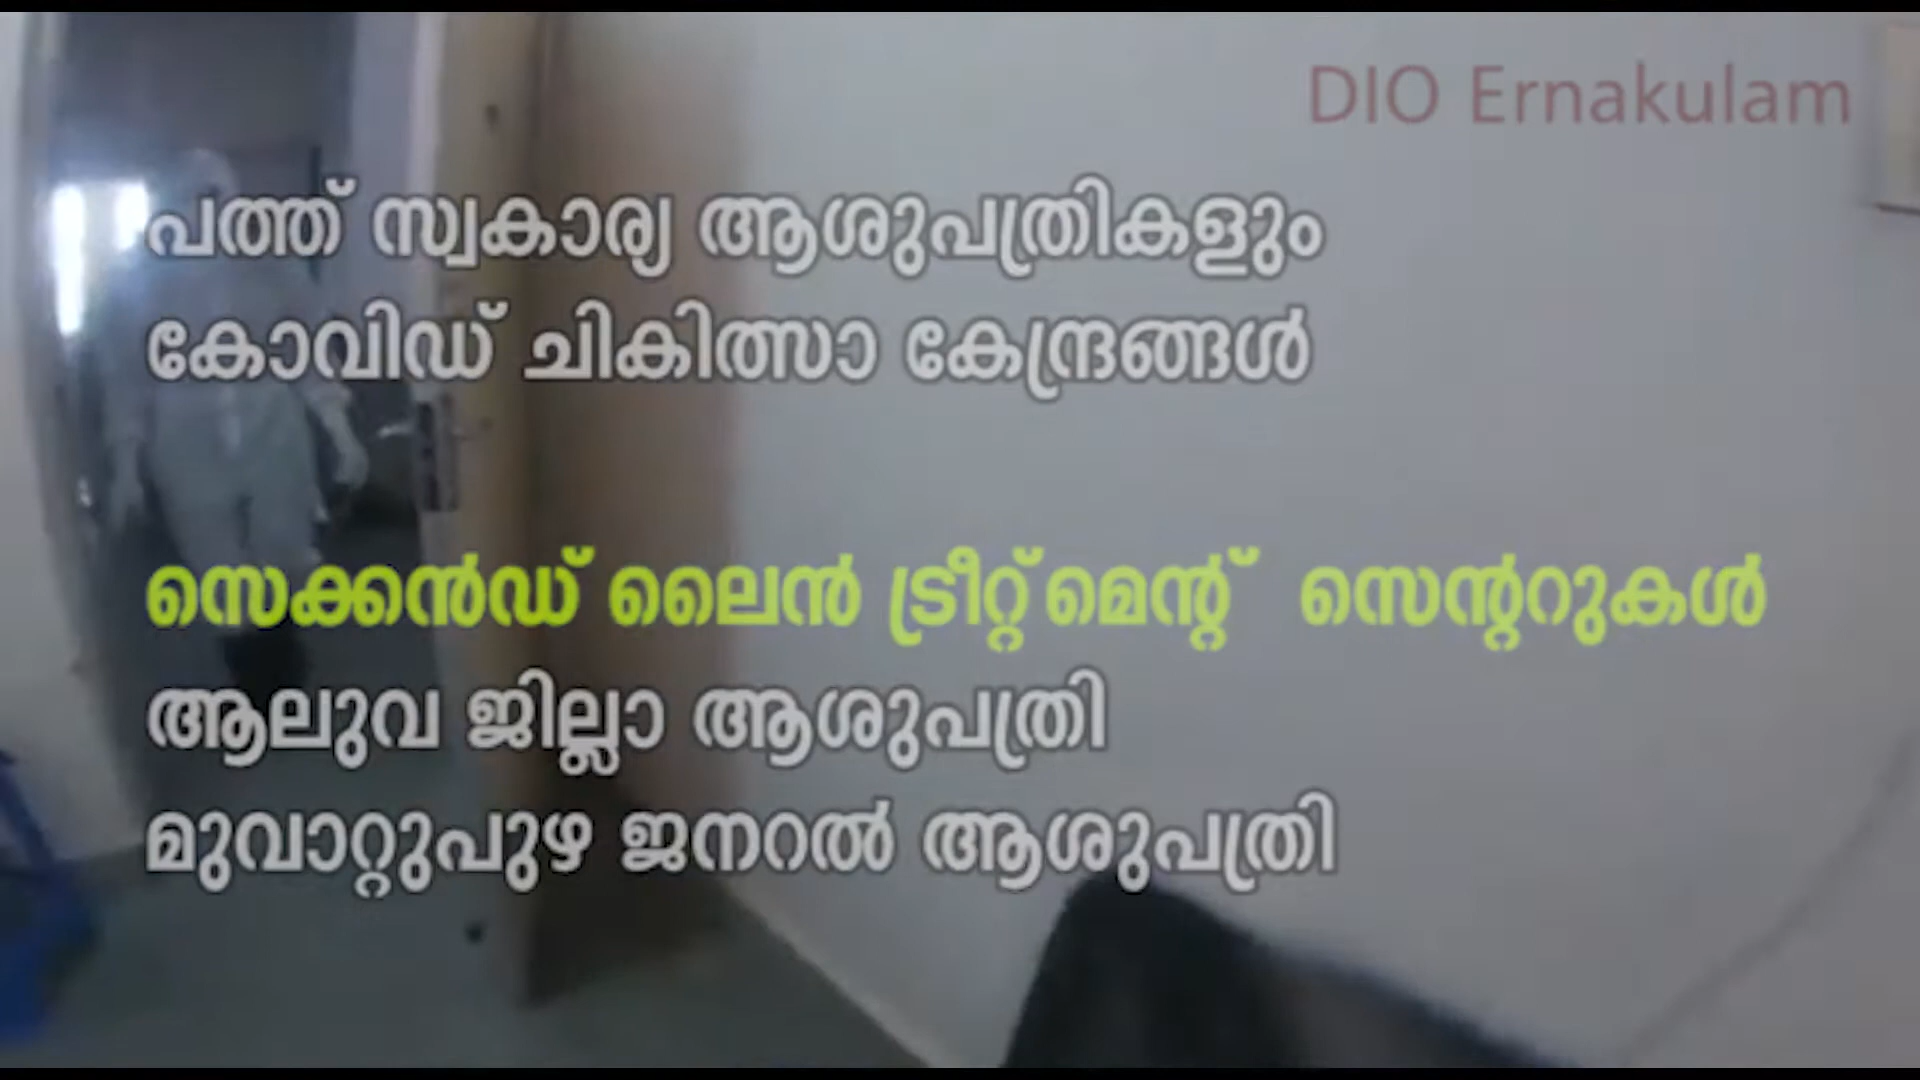 DIO Ernakulam
പത്ത് സ്വകാര്യ ആശുപത്രികളും
കോവിഡ് ചികിത്സാ കേന്ദ്രങ്ങൾ
സെക്കൻഡ് ലൈൻ ട്രീറ്റ്മെന്റ് സെന്ററുകൾ
ആലുവ ജില്ലാ ആശുപത്രി
മുവാറ്റുപുഴ ജനറൽ ആശുപത്രി